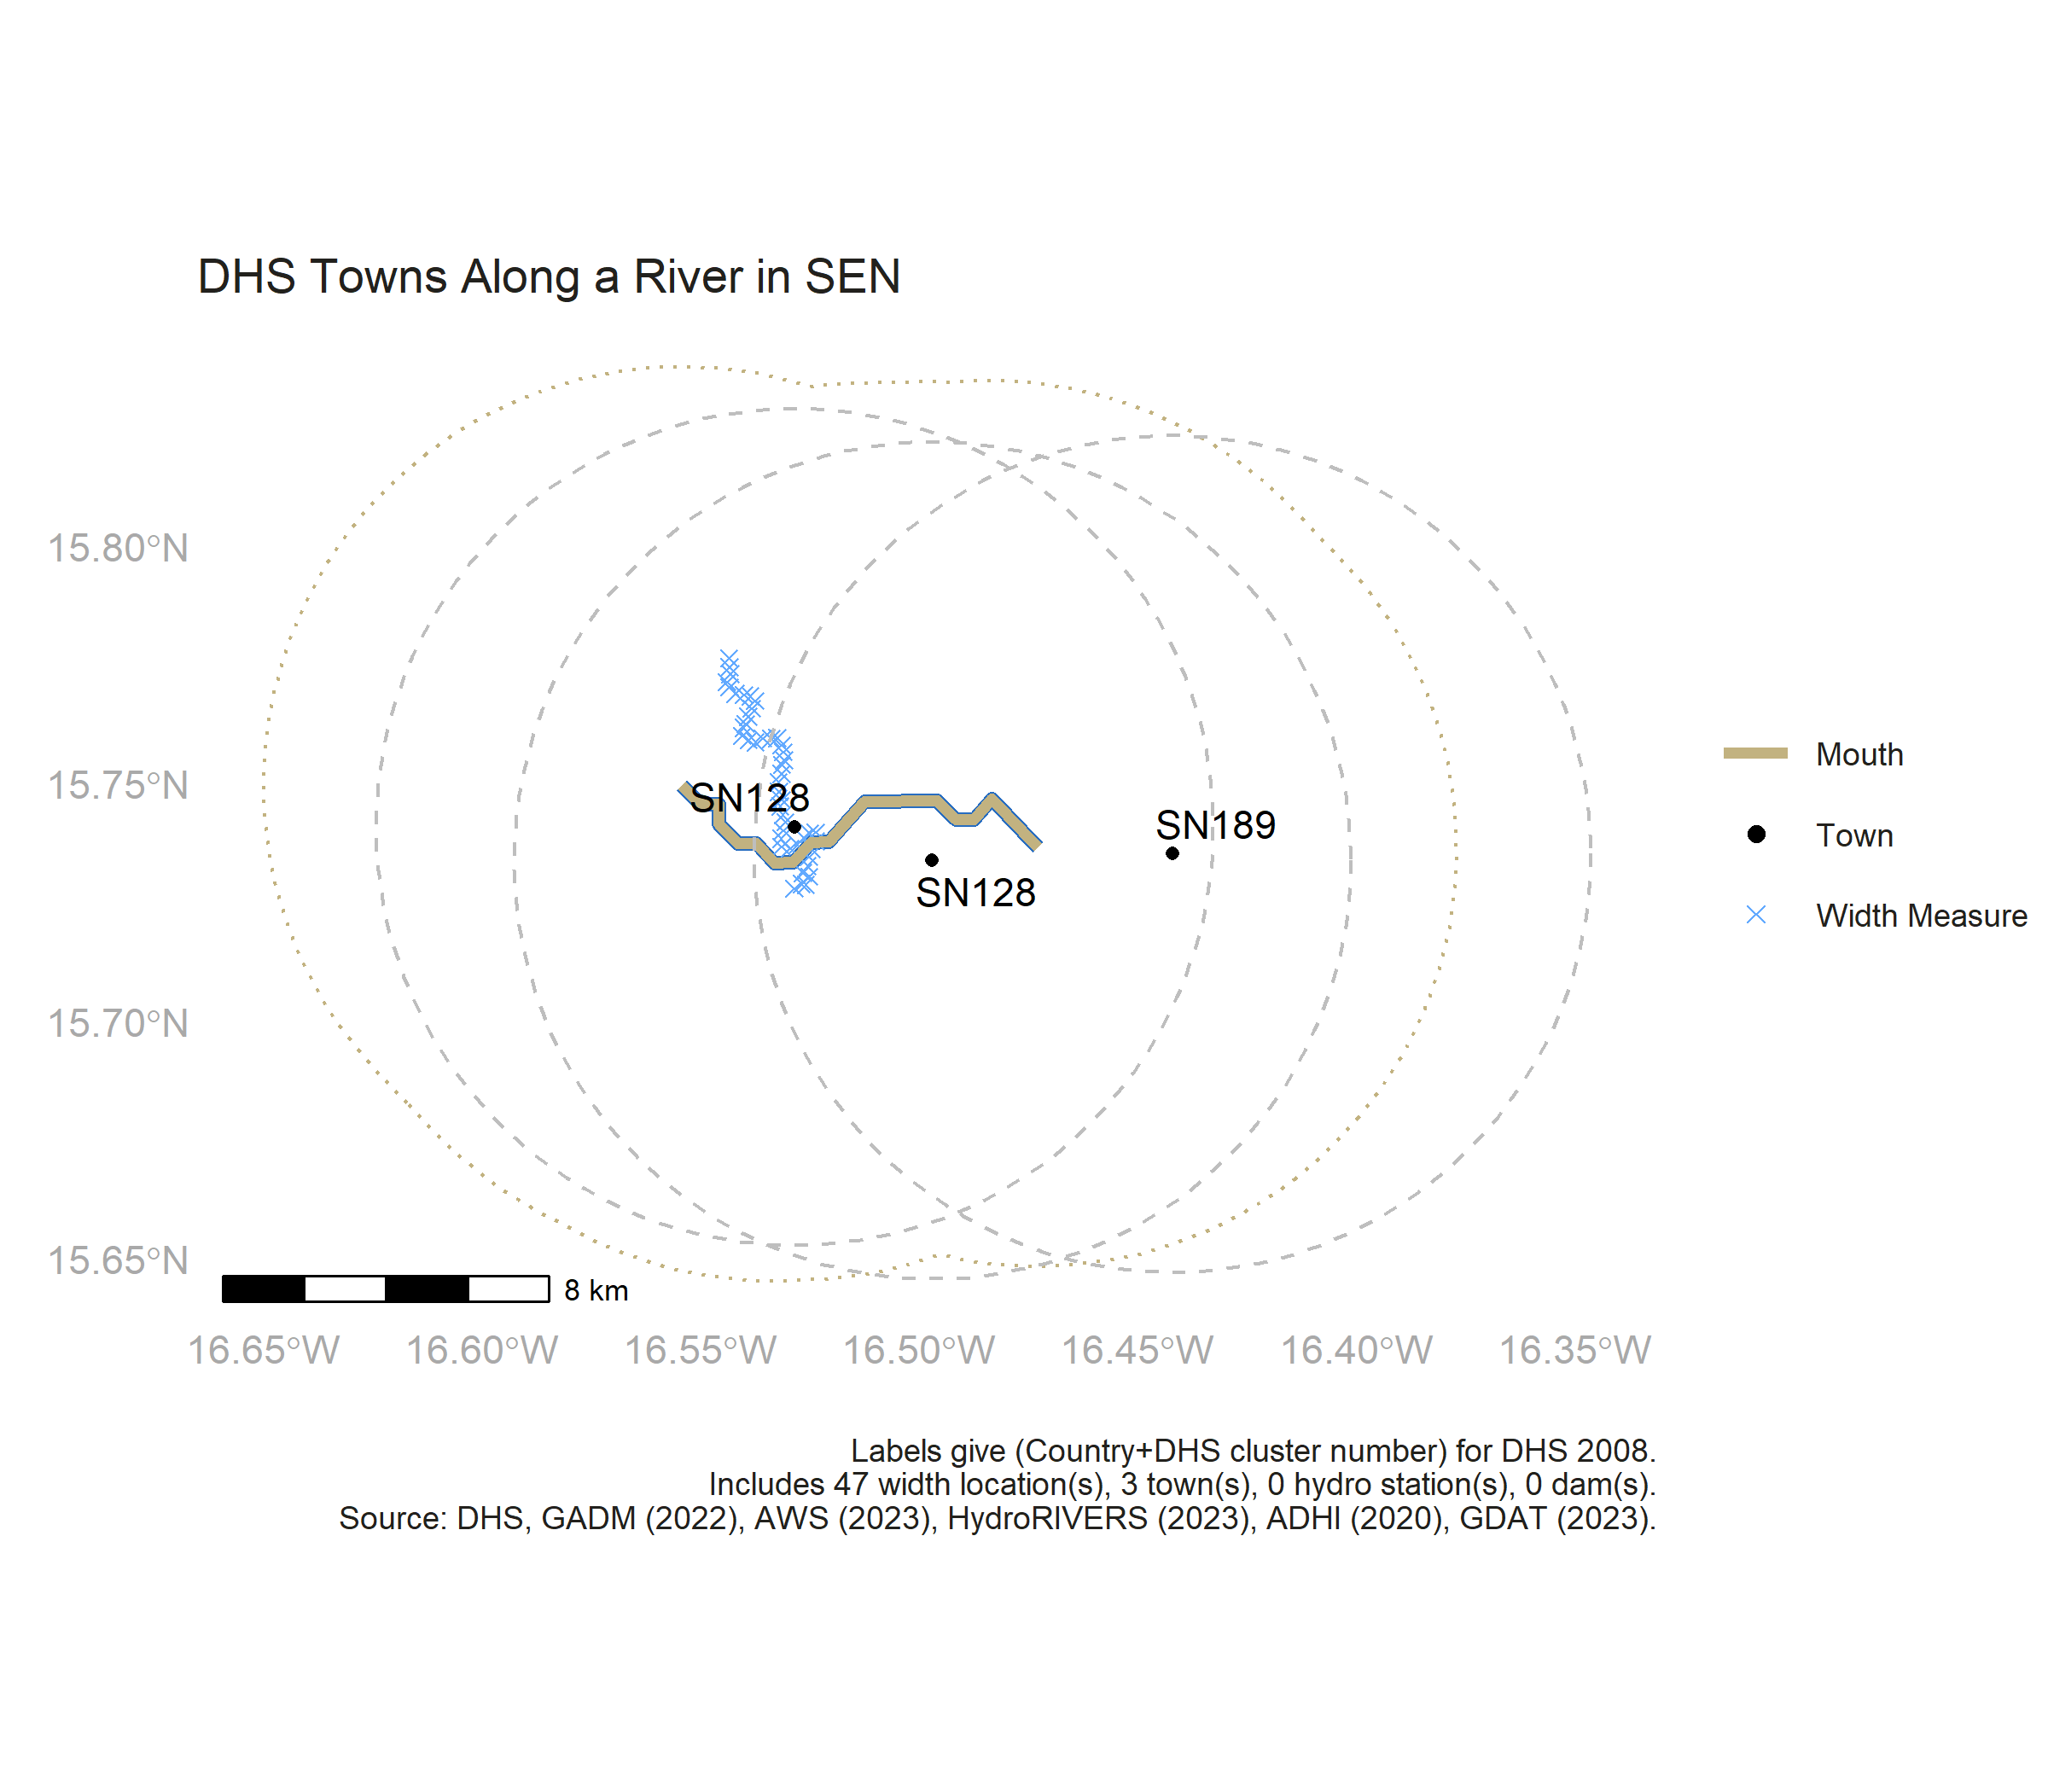 DHS Towns Along a River in SEN
15.80°N
15.75°N
15.70°N
15.65°N
SN128
SN128
SN189
Mouth
Town
Width Measure
8 km
16.65°W 16.60°W 16.55°W 16.50°W 16.45°W 16.40°W 16.35°W
Labels give (Country+DHS cluster number) for DHS 2008.
Includes 47 width location(s), 3 town(s), 0 hydro station(s), 0 dam(s).
Source: DHS, GADM (2022), AWS (2023), HydroRIVERS (2023), ADHI (2020), GDAT (2023).